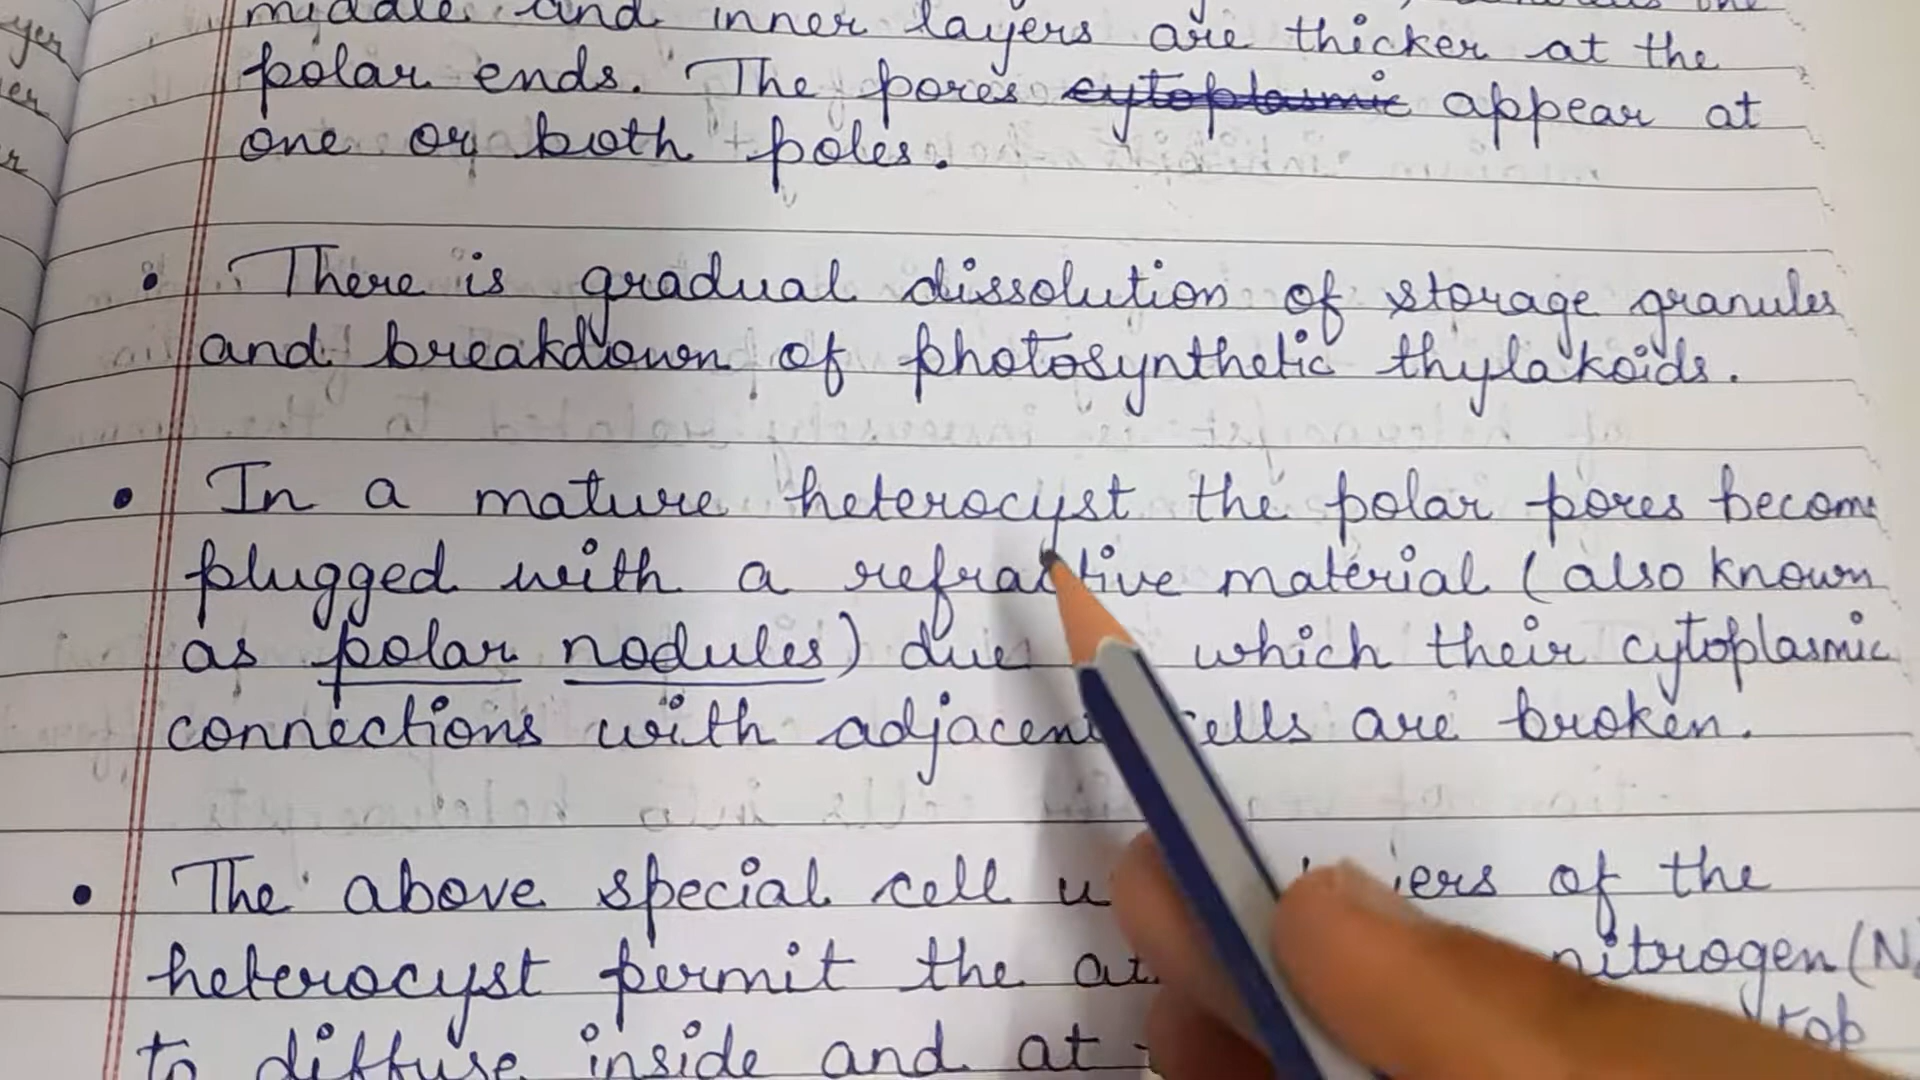 middle and inner layers are thicker at the
polar ends. The pores cytoplasmic appear at
one or both poles.
• There is gradual dissolution of storage granules
and breakdown of photosynthetic thylakoids.
• In a mature heterocyst the polar pores become
plugged with a refractive material (also known
as polar nodules) due which their cytoplasmic
connections with adjacent cells are broken.
• The above special cell of the
heterocyst permit the nitrogen (N
to diffuse inside and at